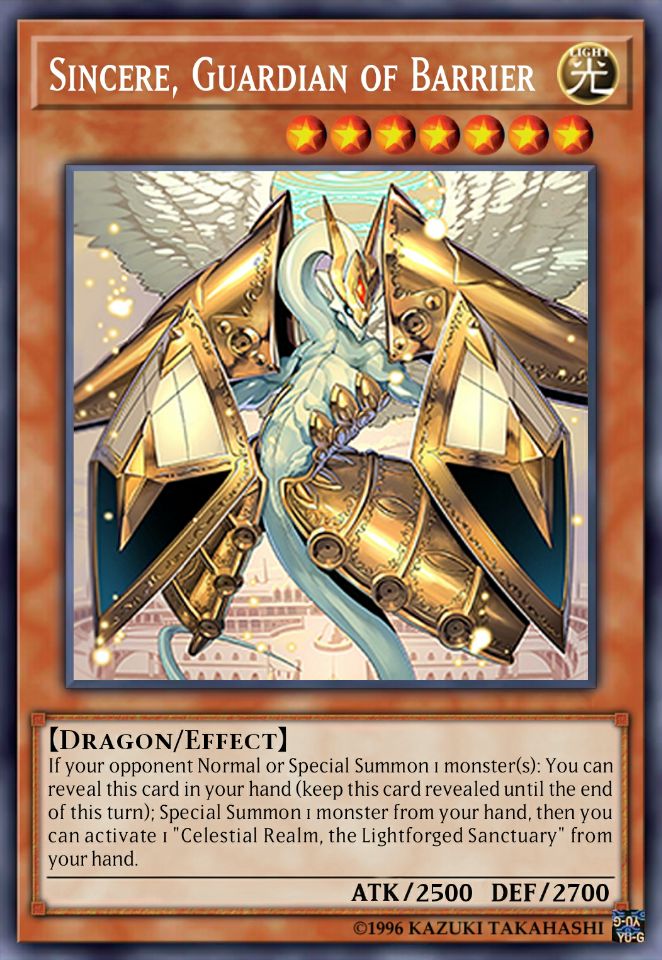 SINCERE, GUARDIAN OF BARRIER
LIGHT
光
【DRAGON/EFFECT】
If your opponent Normal or Special Summon 1 monster(s): You can
reveal this card in your hand (keep this card revealed until the end
of this turn); Special Summon 1 monster from your hand, then you
can activate 1 "Celestial Realm, the Lightforged Sanctuary" from
your hand.
ATK/2500 DEF/2700
©1996 KAZUKI TAKAHASHI